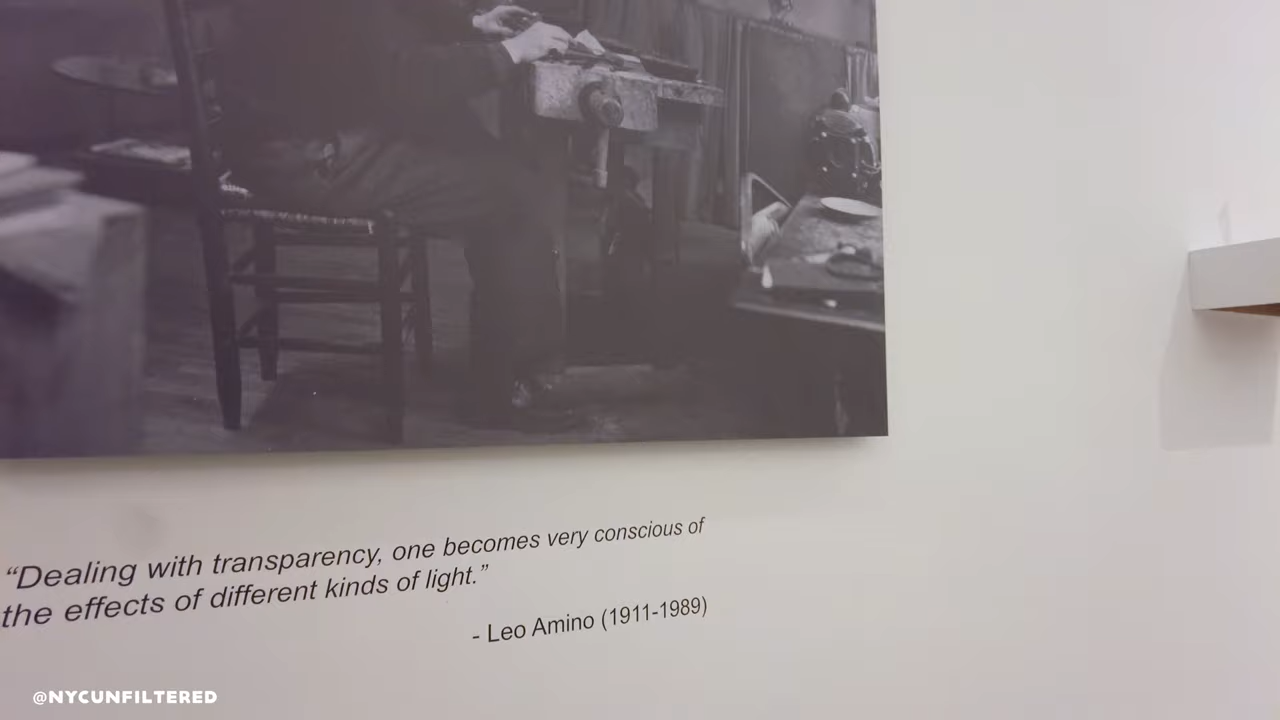 “Dealing with transparency, one becomes very conscious of
the effects of different kinds of light.”
- Leo Amino (1911-1989)
@NYCUNFILTERED